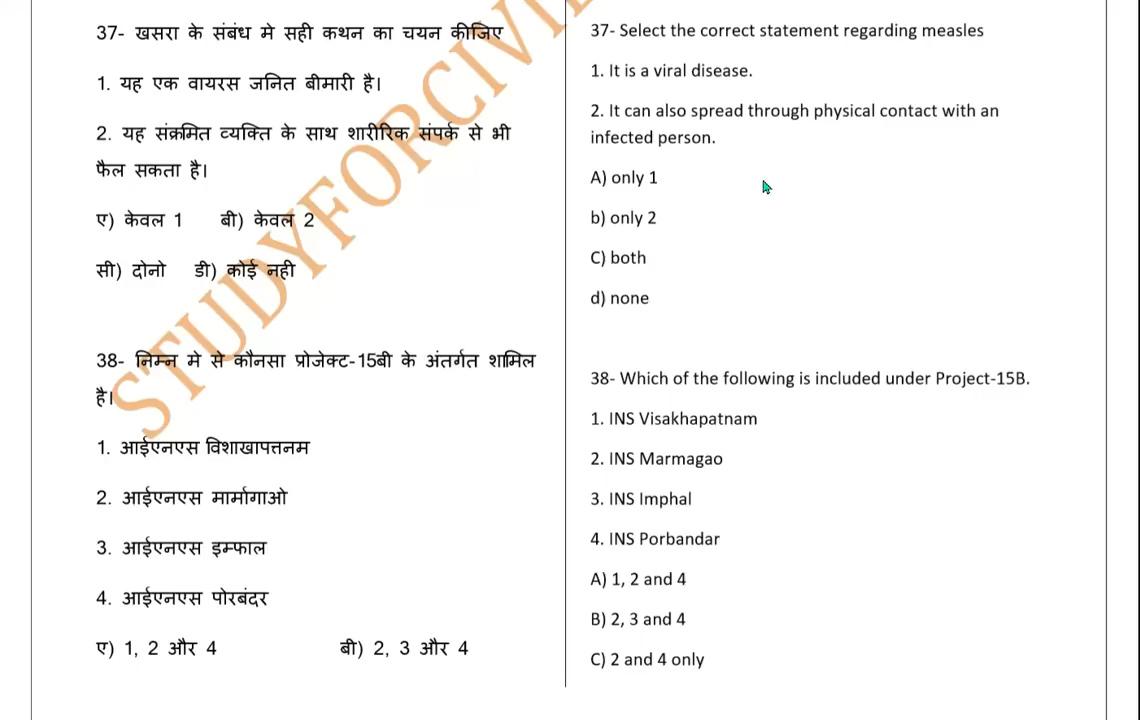 37- खसरा के संबंध मे सही कथन का चयन कीजिए
1. यह एक वायरस जनित बीमारी है।
2. यह संक्रमित व्यक्ति के साथ शारीरिक संपर्क से भी
फैल सकता है।
ए) केवल 1 बी) केवल 2
सी) दोनो डी) कोई नही
38- निम्न मे से कौनसा प्रोजेक्ट-15बी के अंतर्गत शामिल
है।
1. आईएनएस विशाखापत्तनम
2. आईएनएस मार्मागाओ
3. आईएनएस इम्फाल
4. आईएनएस पोरबंदर
ए) 1, 2 और 4 बी) 2, 3 और 4
37- Select the correct statement regarding measles
1. It is a viral disease.
2. It can also spread through physical contact with an
infected person.
A) only 1
b) only 2
C) both
d) none
38- Which of the following is included under Project-15B.
1. INS Visakhapatnam
2. INS Marmagao
3. INS Imphal
4. INS Porbandar
A) 1, 2 and 4
B) 2, 3 and 4
C) 2 and 4 only
STUDYFORCIVI